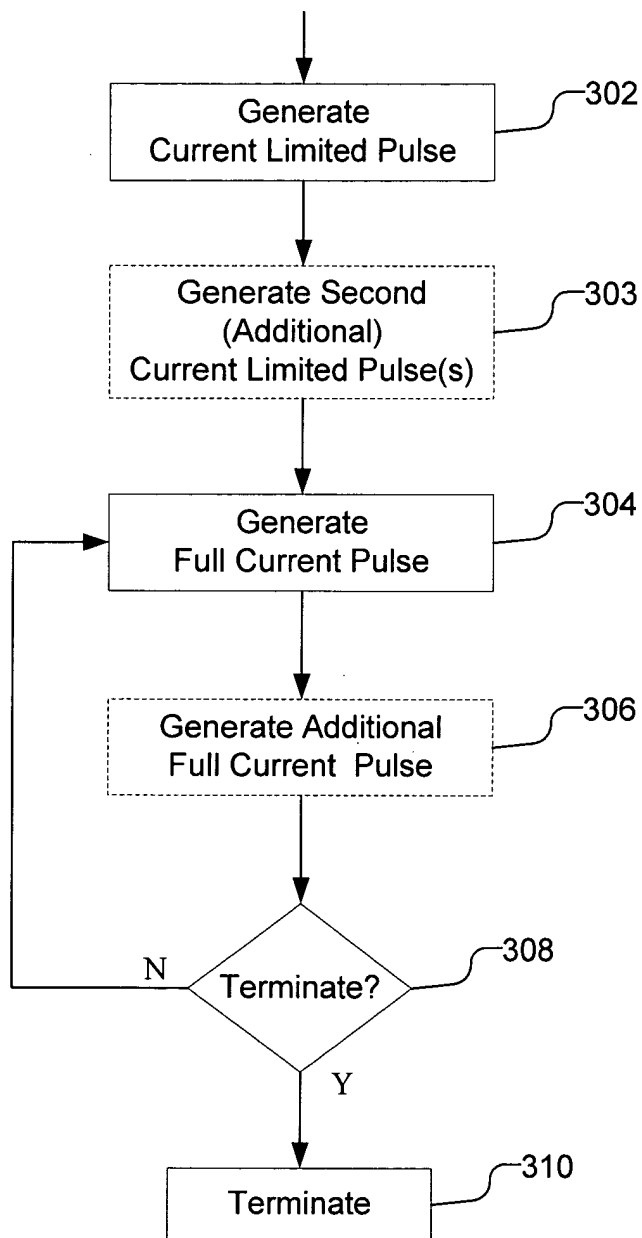 Generate
Current Limited Pulse
302
Generate Second
(Additional)
Current Limited Pulse(s)
303
Generate
Full Current Pulse
304
Generate Additional
Full Current Pulse
306
Terminate?
308
N
Y
Terminate
310